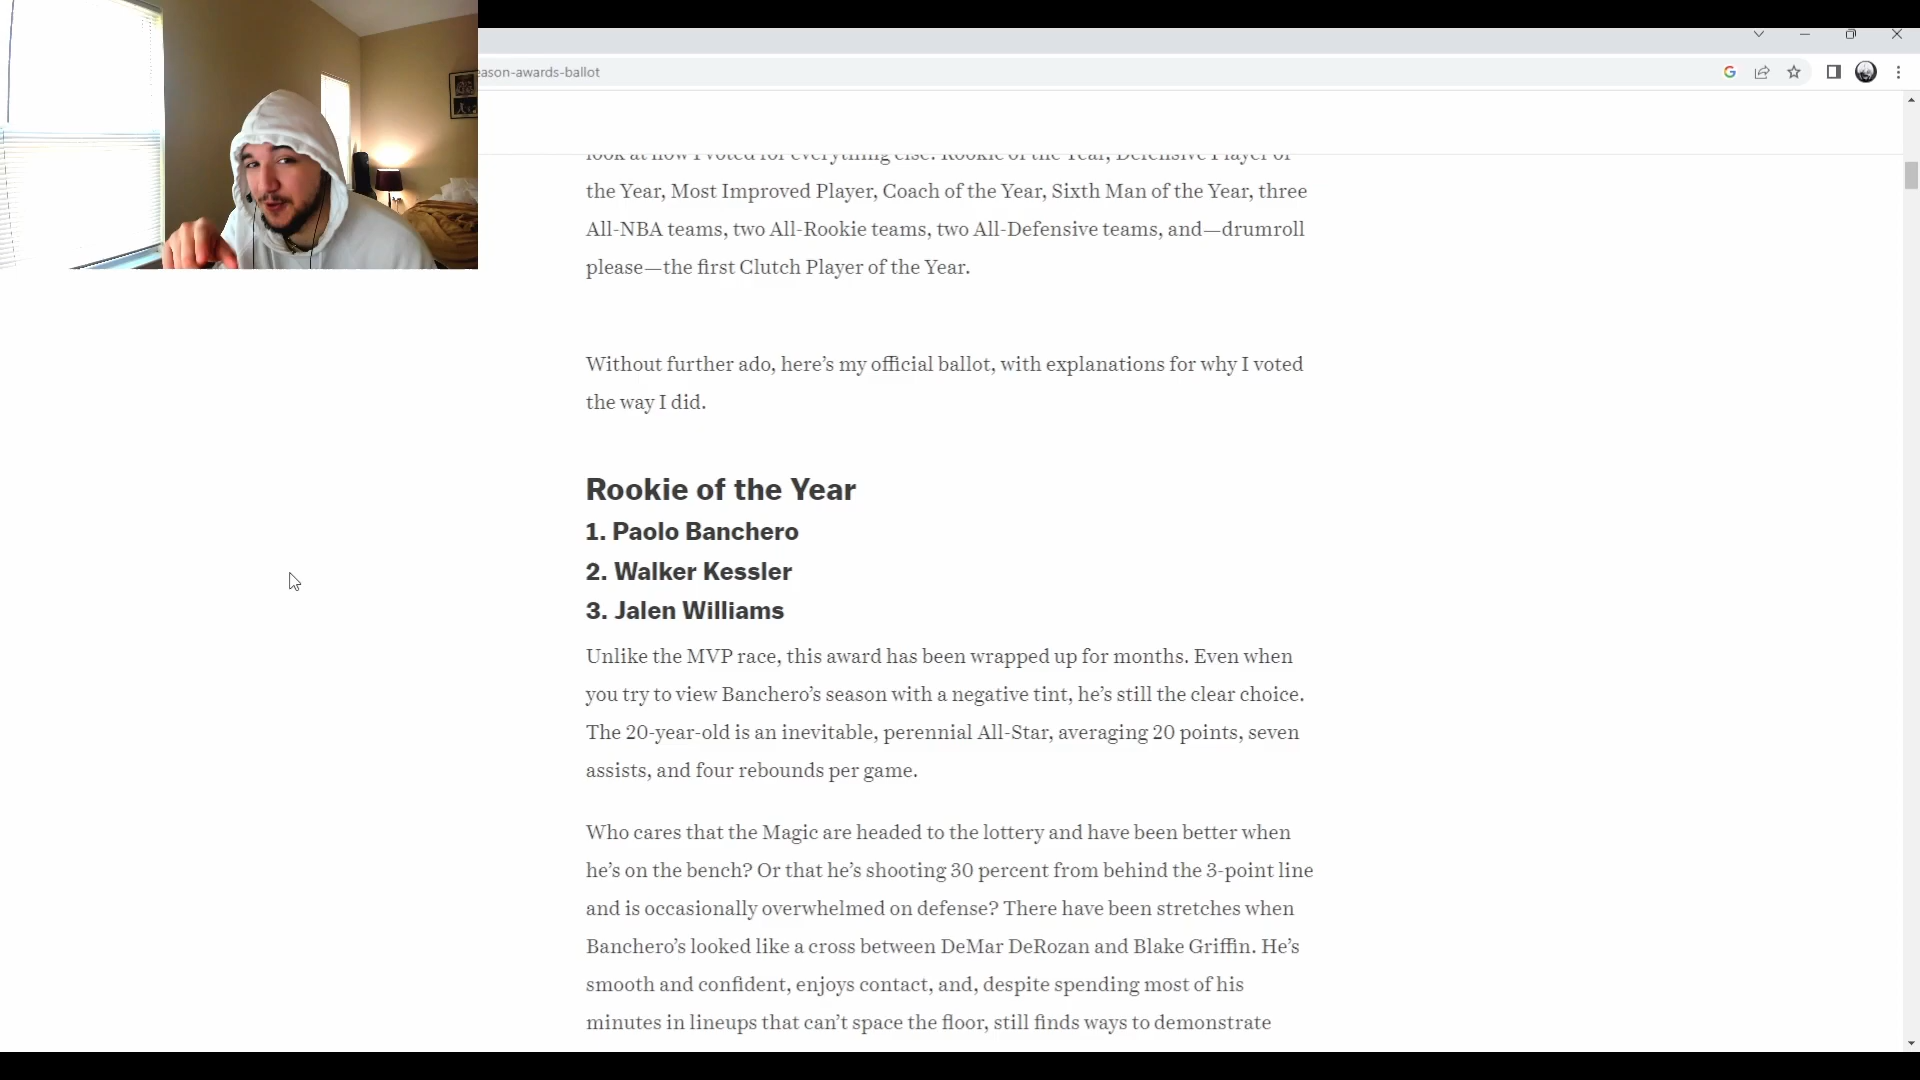 eason-awards-ballot
look at how I voted for everything else: Rookie of the Year, Defensive Player of
the Year, Most Improved Player, Coach of the Year, Sixth Man of the Year, three
All-NBA teams, two All-Rookie teams, two All-Defensive teams, and—drumroll
please—the first Clutch Player of the Year.
Without further ado, here’s my official ballot, with explanations for why I voted
the way I did.
Rookie of the Year
1. Paolo Banchero
2. Walker Kessler
3. Jalen Williams
Unlike the MVP race, this award has been wrapped up for months. Even when
you try to view Banchero’s season with a negative tint, he’s still the clear choice.
The 20-year-old is an inevitable, perennial All-Star, averaging 20 points, seven
assists, and four rebounds per game.
Who cares that the Magic are headed to the lottery and have been better when
he’s on the bench? Or that he’s shooting 30 percent from behind the 3-point line
and is occasionally overwhelmed on defense? There have been stretches when
Banchero’s looked like a cross between DeMar DeRozan and Blake Griffin. He’s
smooth and confident, enjoys contact, and, despite spending most of his
minutes in lineups that can’t space the floor, still finds ways to demonstrate